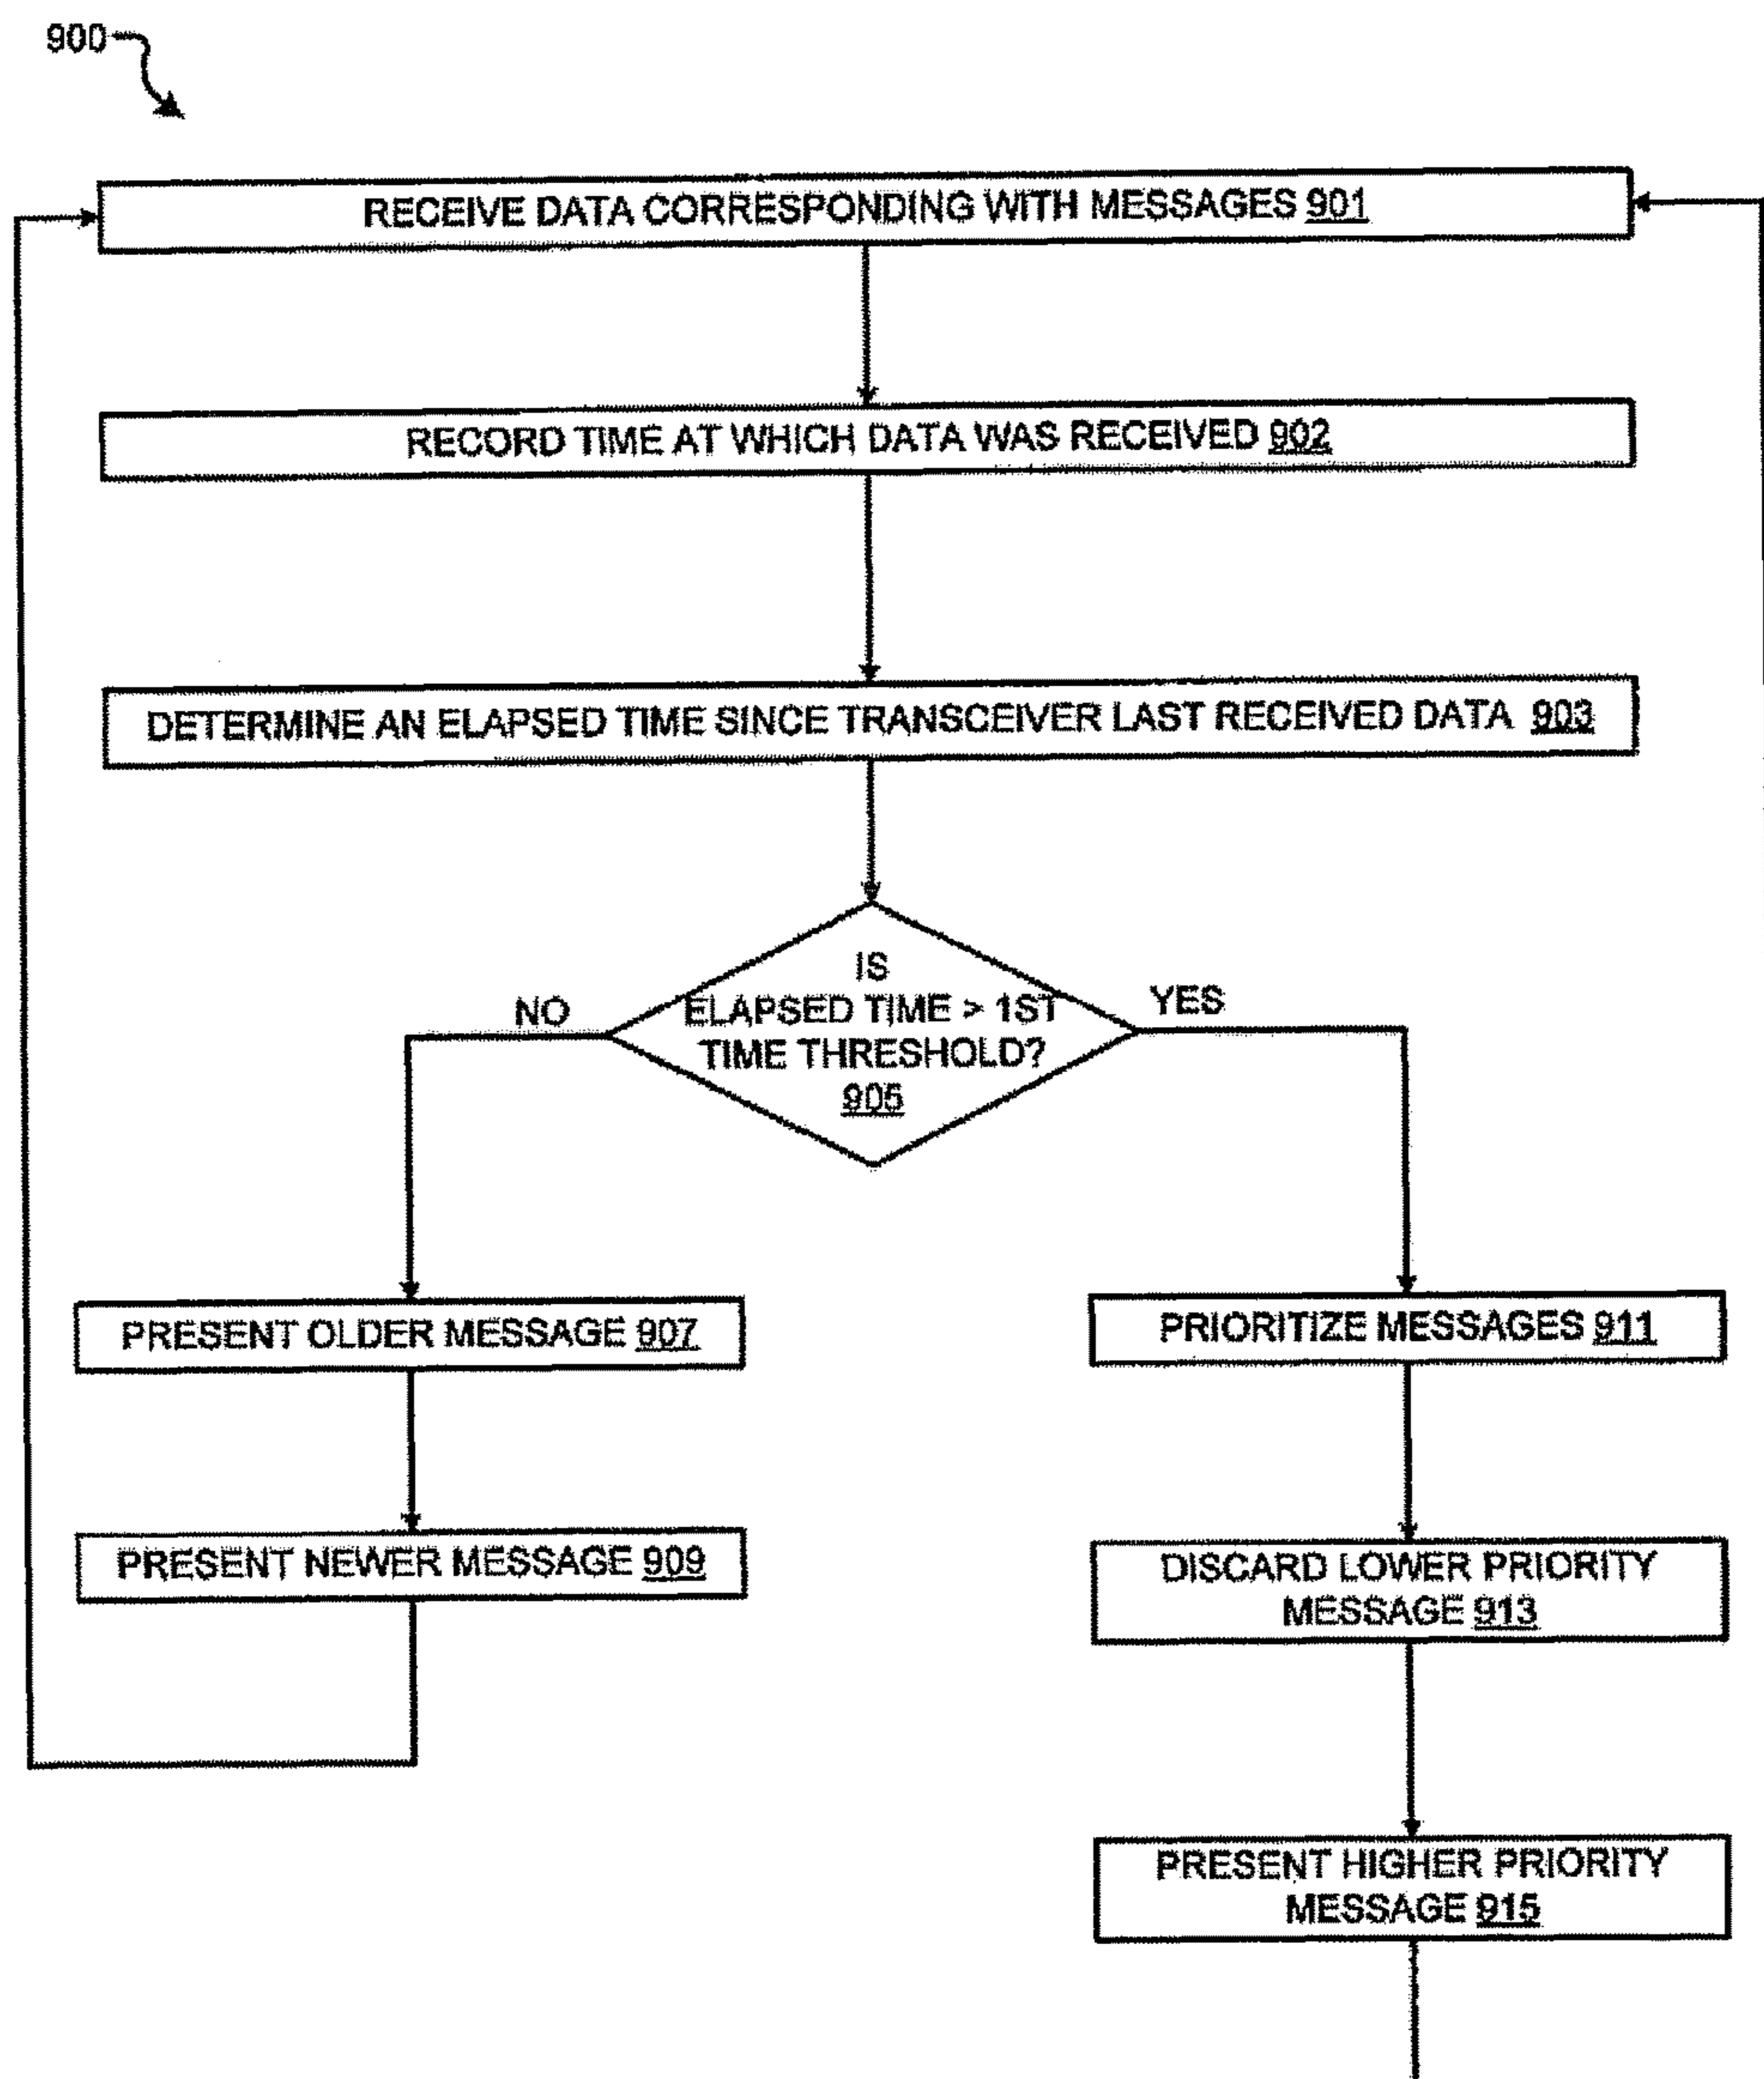 900
RECEIVE DATA CORRESPONDING WITH MESSAGES 901
RECORD TIME AT WHICH DATA WAS RECEIVED 902
DETERMINE AN ELAPSED TIME SINCE TRANSCEIVER LAST RECEIVED DATA 903
IS
ELAPSED TIME > 1ST
TIME THRESHOLD?
905
NO
YES
PRESENT OLDER MESSAGE 907
PRESENT NEWER MESSAGE 909
PRIORITIZE MESSAGES 911
DISCARD LOWER PRIORITY
MESSAGE 913
PRESENT HIGHER PRIORITY
MESSAGE 915